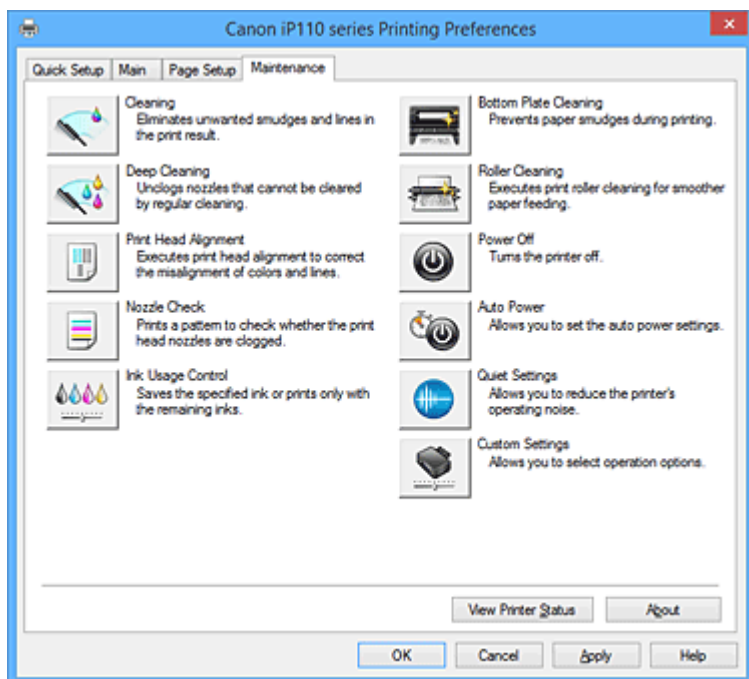 Canon iP110 series Printing Preferences
Quick Setup Main Page Setup Maintenance
Cleaning
Eliminates unwanted smudges and lines in
the print result.
Deep Cleaning
Unclogs nozzles that cannot be cleared
by regular cleaning.
Print Head Alignment
Executes print head alignment to correct
the misalignment of colors and lines.
Nozzle Check
Prints a pattern to check whether the print
head nozzles are clogged.
Ink Usage Control
Saves the specified ink or prints only with
the remaining inks.
Bottom Plate Cleaning
Prevents paper smudges during printing.
Roller Cleaning
Executes print roller cleaning for smoother
paper feeding.
Power Off
Turns the printer off.
Auto Power
Allows you to set the auto power settings.
Quiet Settings
Allows you to reduce the printer's
operating noise.
Custom Settings
Allows you to select operation options.
View Printer Status About
OK Cancel Apply Help